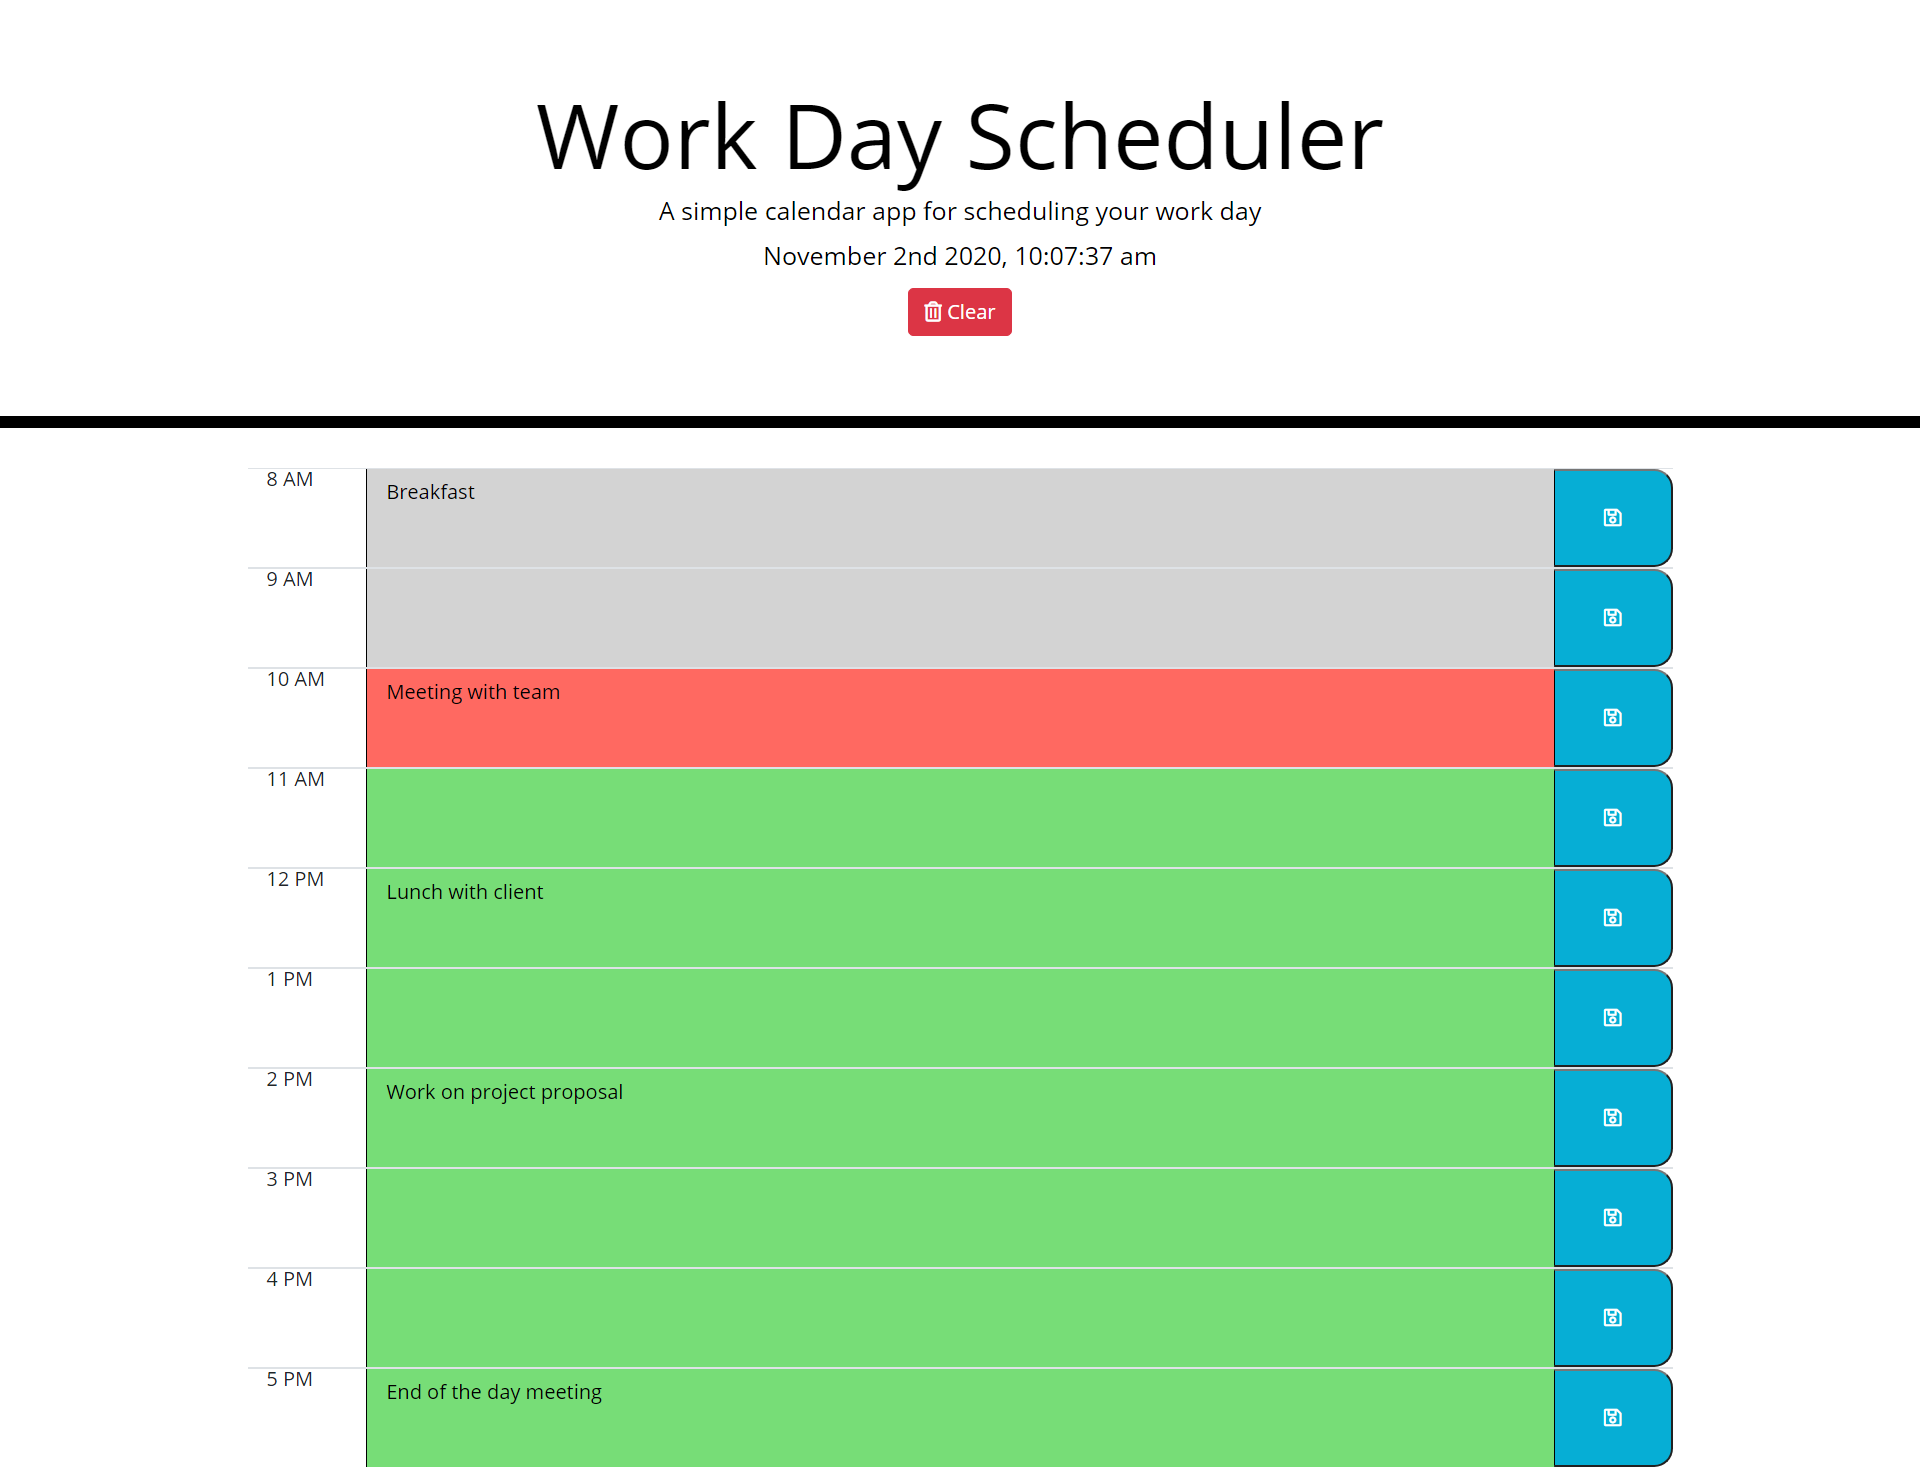 Work Day Scheduler
A simple calendar app for scheduling your work day
November 2nd 2020, 10:07:37 am
Clear
8 AM
Breakfast
9 AM
10 AM
Meeting with team
11 AM
12 PM
Lunch with client
1 PM
2 PM
Work on project proposal
3 PM
4 PM
5 PM
End of the day meeting